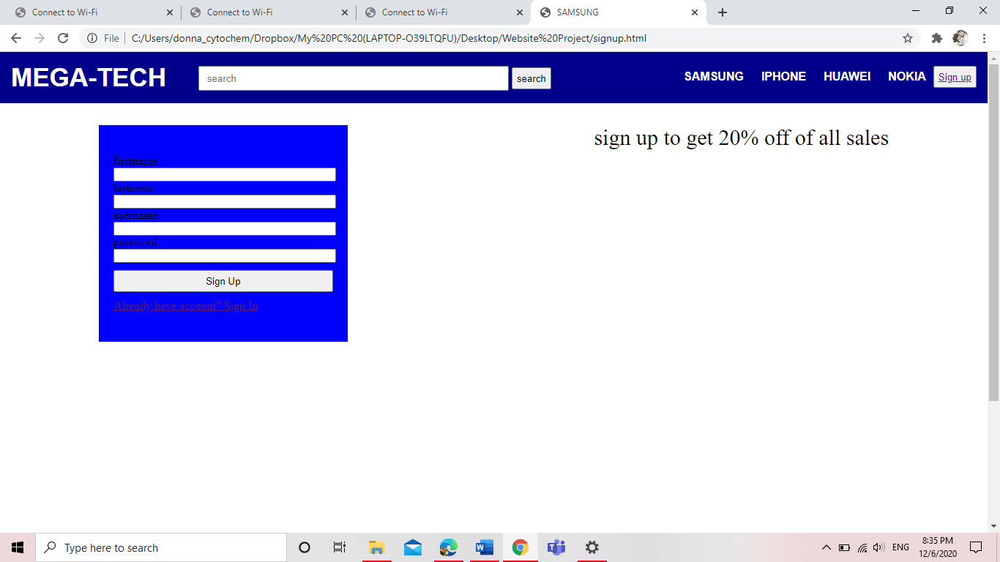 Connect to Wi-Fi Connect to Wi-Fi Connect to Wi-Fi SAMSUNG
File C:/Users/donna_cytochem/Dropbox/My%20PC%20(LAPTOP-O39LTQFU)/Desktop/Website%20Project/signup.html
MEGA-TECH search search SAMSUNG IPHONE HUAWEI NOKIA Sign up
sign up to get 20% off of all sales
firstname
lastname
username
password
Sign Up
Already have account? Sign In
Type here to search ENG 8:35 PM
12/6/2020